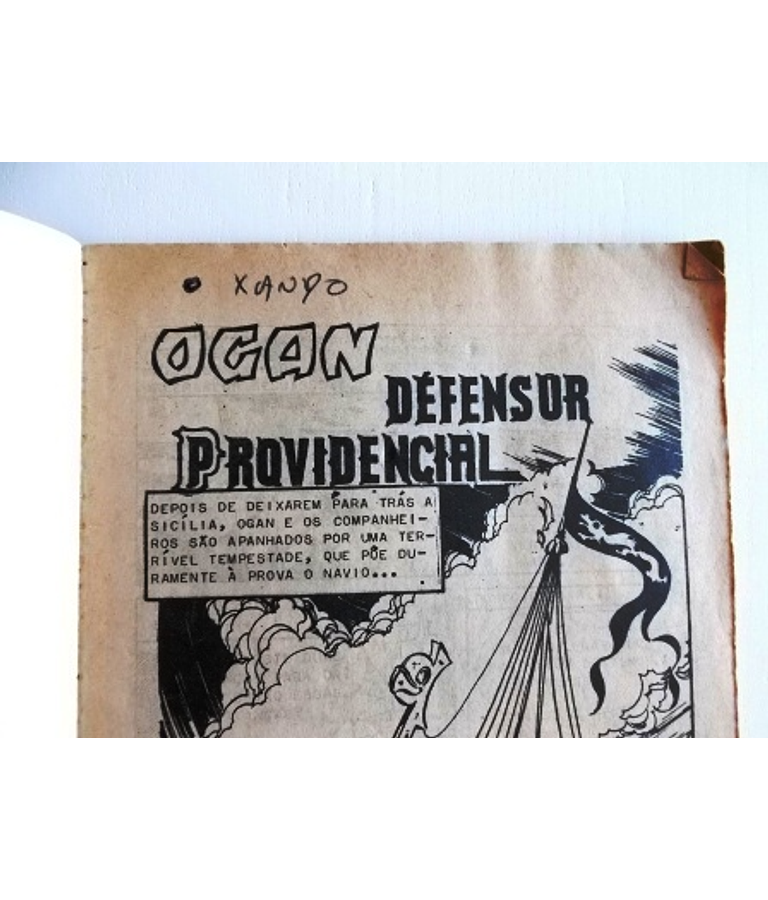 O XANDO
OGAN
DÉFENSOR
PROVIDENCIAL
DEPOIS DE DEIXAREM PARA TRÁS A
SICÍLIA, OGAN E OS COMPANHEI-
ROS SÃO APANHADOS POR UMA TER-
RÍVEL TEMPESTADE, QUE PÕE DU-
RAMENTE À PROVA O NAVIO...